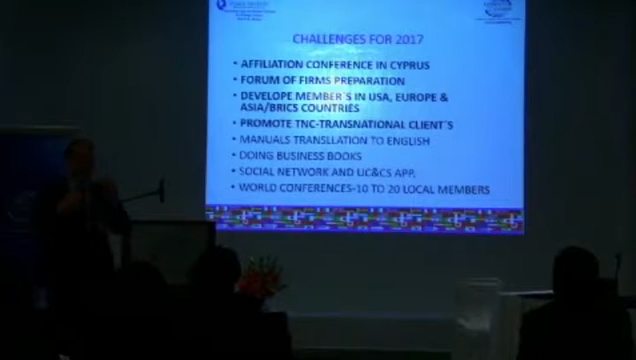 CHALLENGES FOR 2017
• AFFILIATION CONFERENCE IN CYPRUS
• FORUM OF FIRMS PREPARATION
• DEVELOPE MEMBER´S IN USA, EUROPE &
ASIA/BRICS COUNTRIES
• PROMOTE TNC-TRANSNATIONAL CLIENT´S
• MANUALS TRANSLLATION TO ENGLISH
• DOING BUSINESS BOOKS
• SOCIAL NETWORK AND UC&CS APP.
• WORLD CONFERENCES-10 TO 20 LOCAL MEMBERS